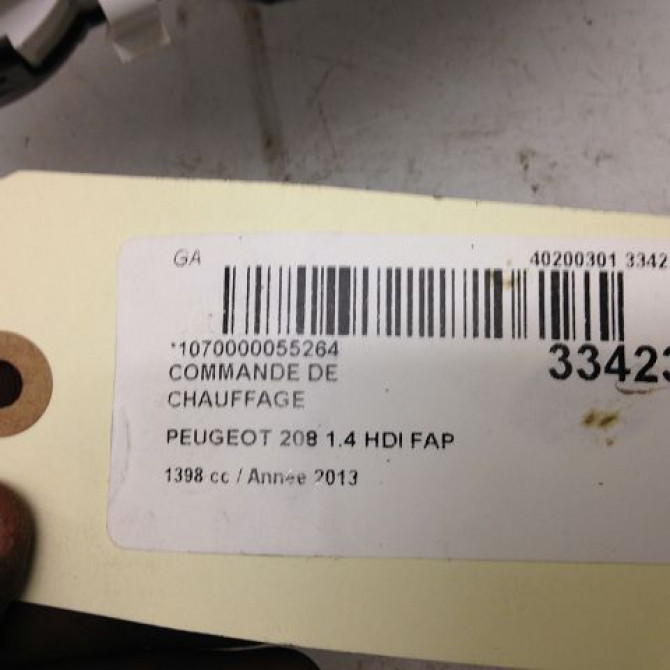 GA
40200301 3342
*1070000055264
33423
COMMANDE DE
CHAUFFAGE
PEUGEOT 208 1.4 HDI FAP
1398 cc / Année 2013